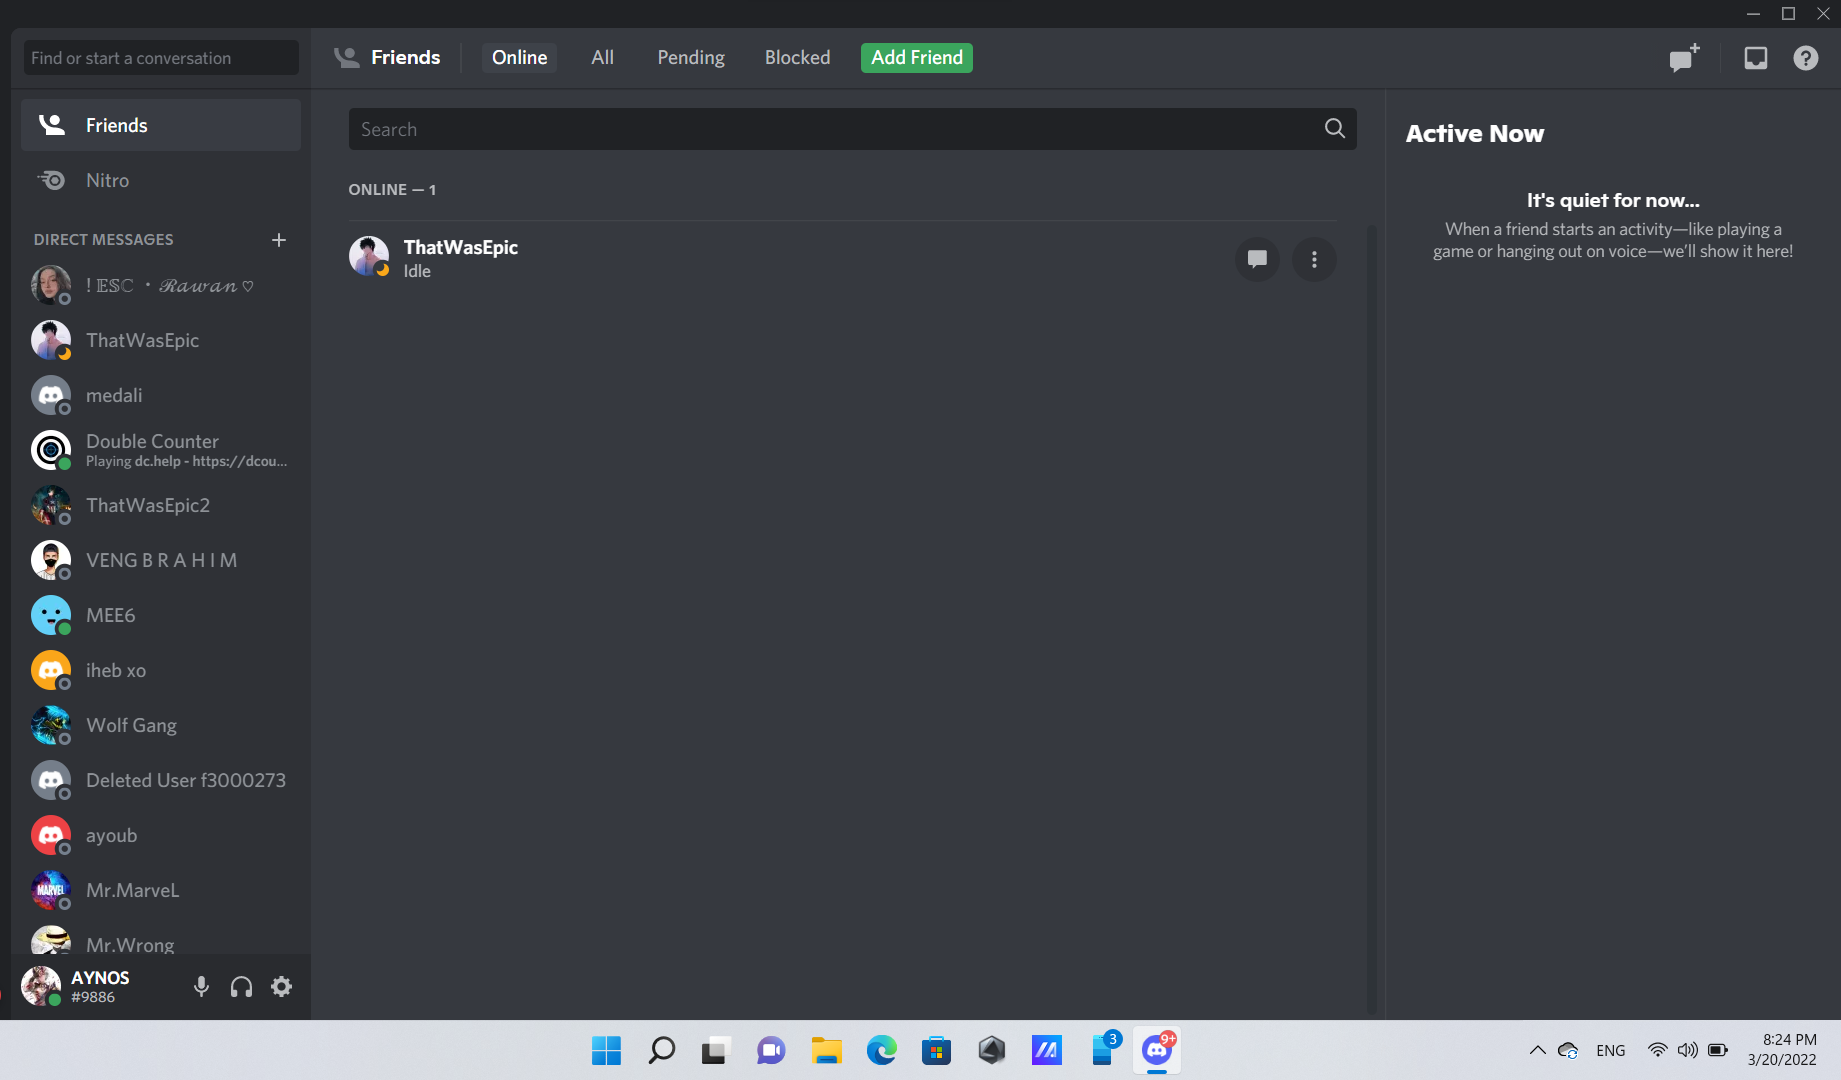 Find or start a conversation
Friends
Online
All
Pending
Blocked
Add Friend
Friends
Nitro
DIRECT MESSAGES
! 𝔼𝕊ℂ ・ 𝓡𝓪𝔀𝓪𝓷 ♡
ThatWasEpic
medali
Double Counter
Playing dc.help - https://dcou...
ThatWasEpic2
VENG B R A H I M
MEE6
iheb xo
Wolf Gang
Deleted User f3000273
ayoub
MARVEL
Mr.MarveL
Mr.Wrong
AYNOS
#9886
Search
ONLINE — 1
ThatWasEpic
Idle
Active Now
It's quiet for now...
When a friend starts an activity—like playing a
game or hanging out on voice—we’ll show it here!
3
9+
ENG
8:24 PM
3/20/2022